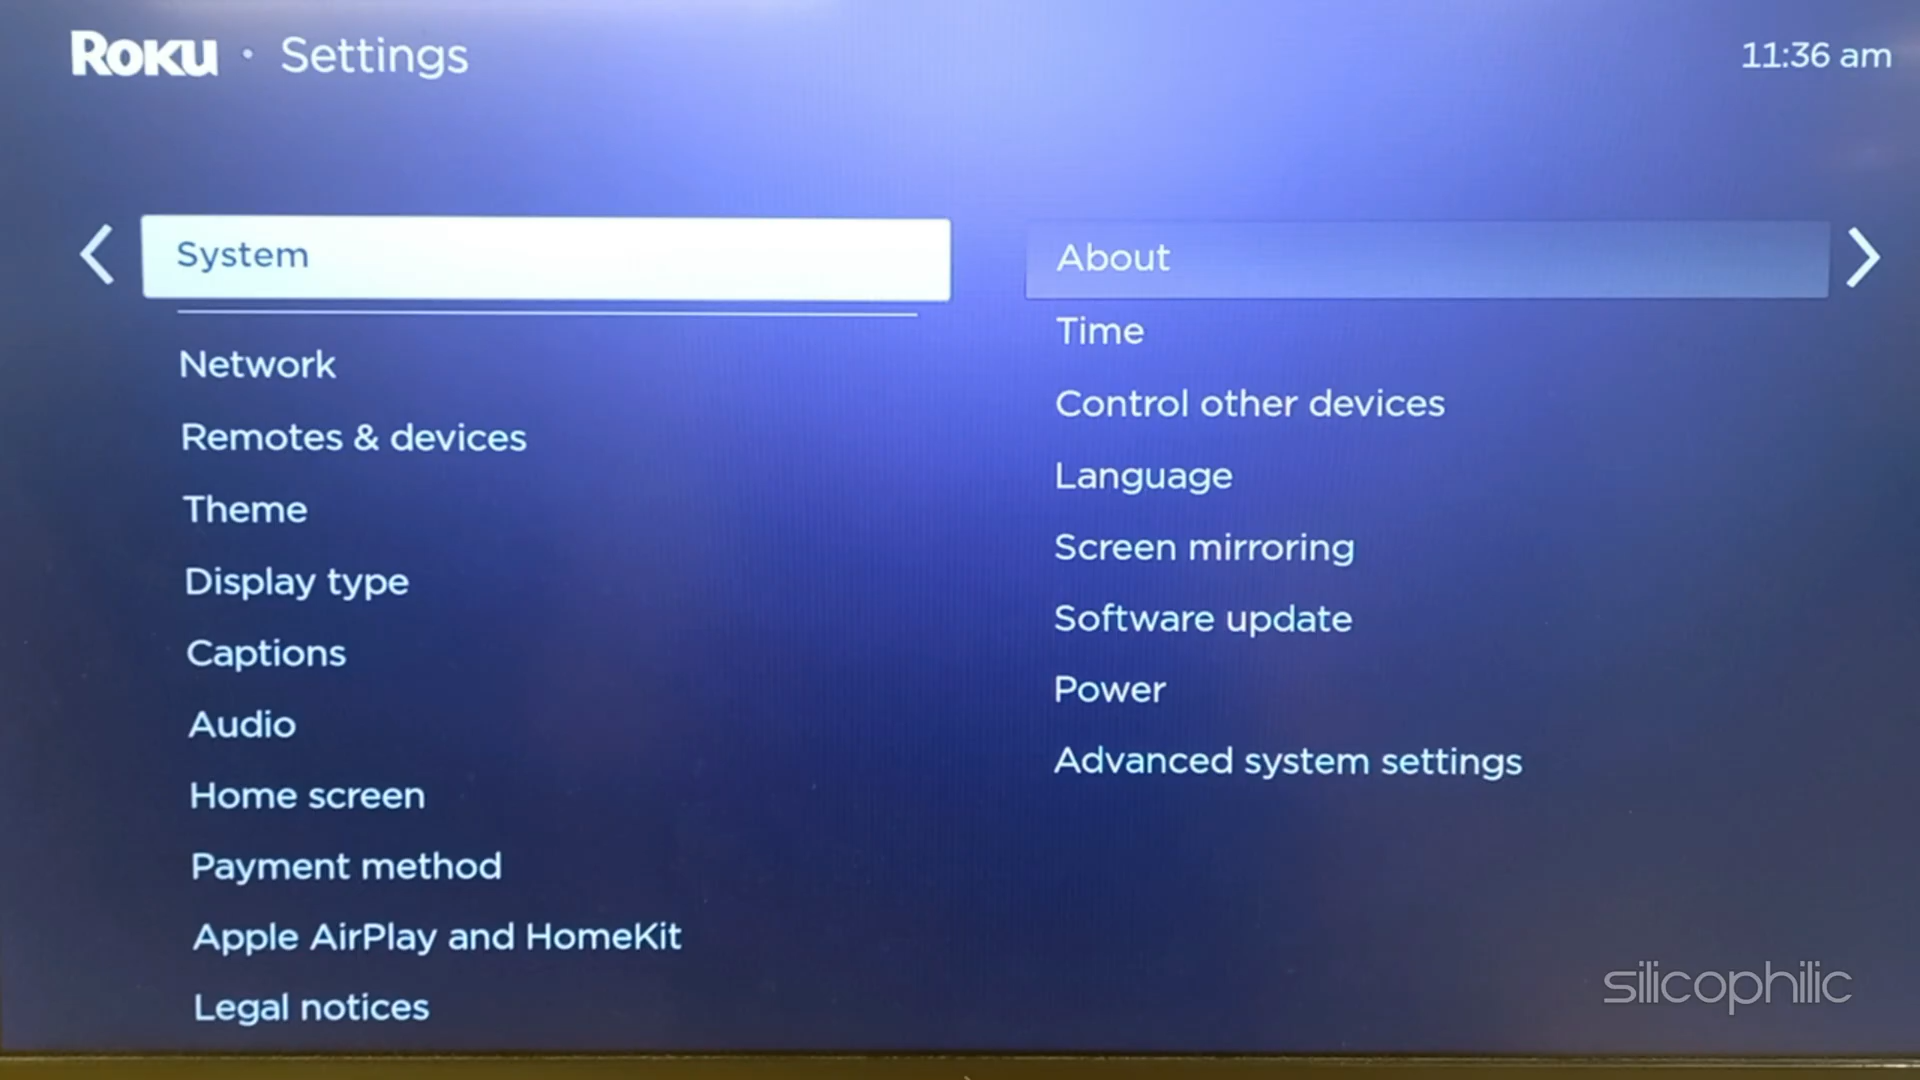 Roku • Settings
11:36 am
System
Network
Remotes & devices
Theme
Display type
Captions
Audio
Home screen
Payment method
Apple AirPlay and HomeKit
Legal notices
About
Time
Control other devices
Language
Screen mirroring
Software update
Power
Advanced system settings
silicophilic